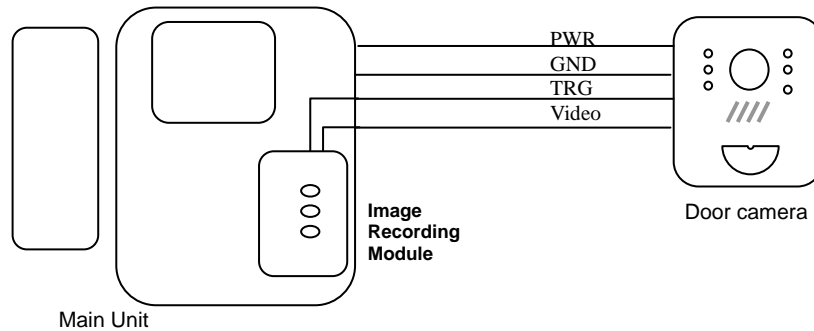 PWR
GND
TRG
Video
Image
Recording
Module
Door camera
Main Unit